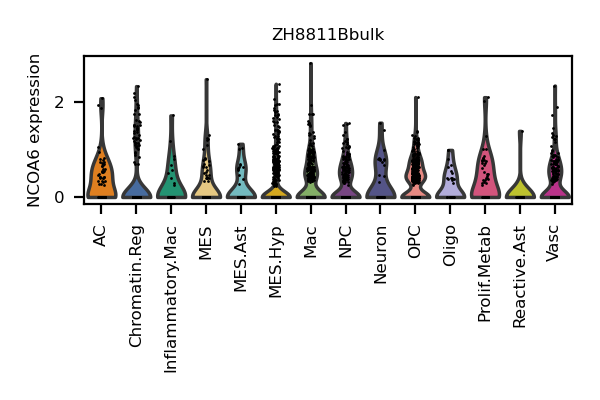 ZH8811Bbulk
NCOA6 expression
2
0
AC
Chromatin.Reg
Inflammatory.Mac
MES
MES.Ast
MES.Hyp
Mac
NPC
Neuron
OPC
Oligo
Prolif.Metab
Reactive.Ast
Vasc